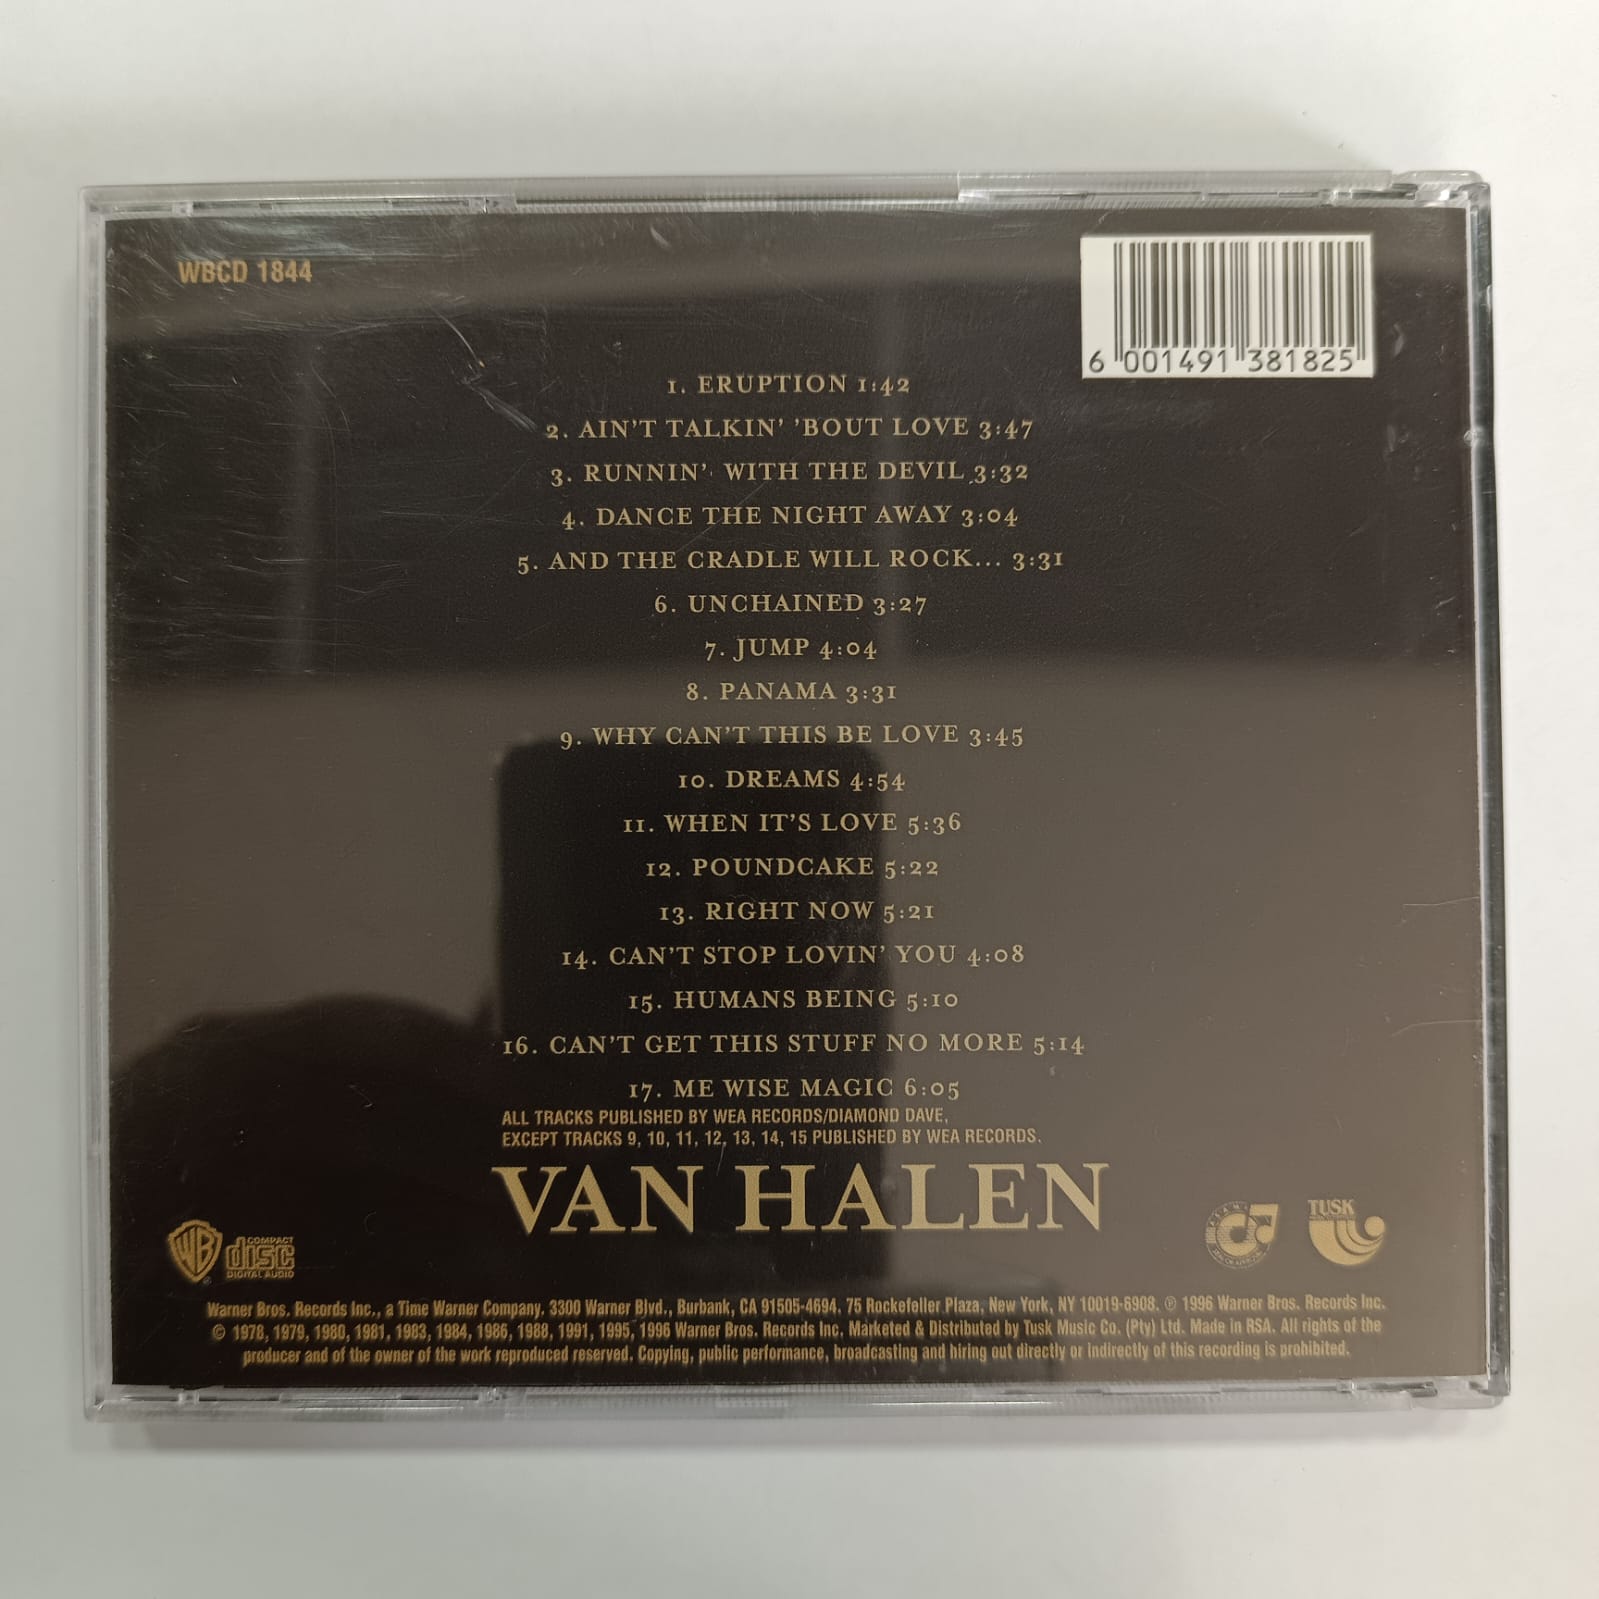 WBCD 1844
6 001491 381825
1. ERUPTION 1:42
2. AIN'T TALKIN' 'BOUT LOVE 3:47
3. RUNNIN' WITH THE DEVIL 3:32
4. DANCE THE NIGHT AWAY 3:04
5. AND THE CRADLE WILL ROCK... 3:31
6. UNCHAINED 3:27
7. JUMP 4:04
8. PANAMA 3:31
9. WHY CAN'T THIS BE LOVE 3:45
10. DREAMS 4:54
11. WHEN IT'S LOVE 5:36
12. POUNDCAKE 5:22
13. RIGHT NOW 5:21
14. CAN'T STOP LOVIN' YOU 4:08
15. HUMANS BEING 5:10
16. CAN'T GET THIS STUFF NO MORE 5:14
17. ME WISE MAGIC 6:05
ALL TRACKS PUBLISHED BY WEA RECORDS/DIAMOND DAVE,
EXCEPT TRACKS 9, 10, 11, 12, 13, 14, 15 PUBLISHED BY WEA RECORDS.
VAN HALEN
WB
COMPACT
disc
DIGITAL AUDIO
TUSK
Warner Bros. Records Inc., a Time Warner Company. 3300 Warner Blvd., Burbank, CA 91505-4694. 75 Rockefeller Plaza, New York, NY 10019-6908. ℗ 1996 Warner Bros. Records Inc.
© 1978, 1979, 1980, 1981, 1983, 1984, 1986, 1988, 1991, 1995, 1996 Warner Bros. Records Inc. Marketed & Distributed by Tusk Music Co. (Pty) Ltd. Made in RSA. All rights of the
producer and of the owner of the work reproduced reserved. Copying, public performance, broadcasting and hiring out directly or indirectly of this recording is prohibited.